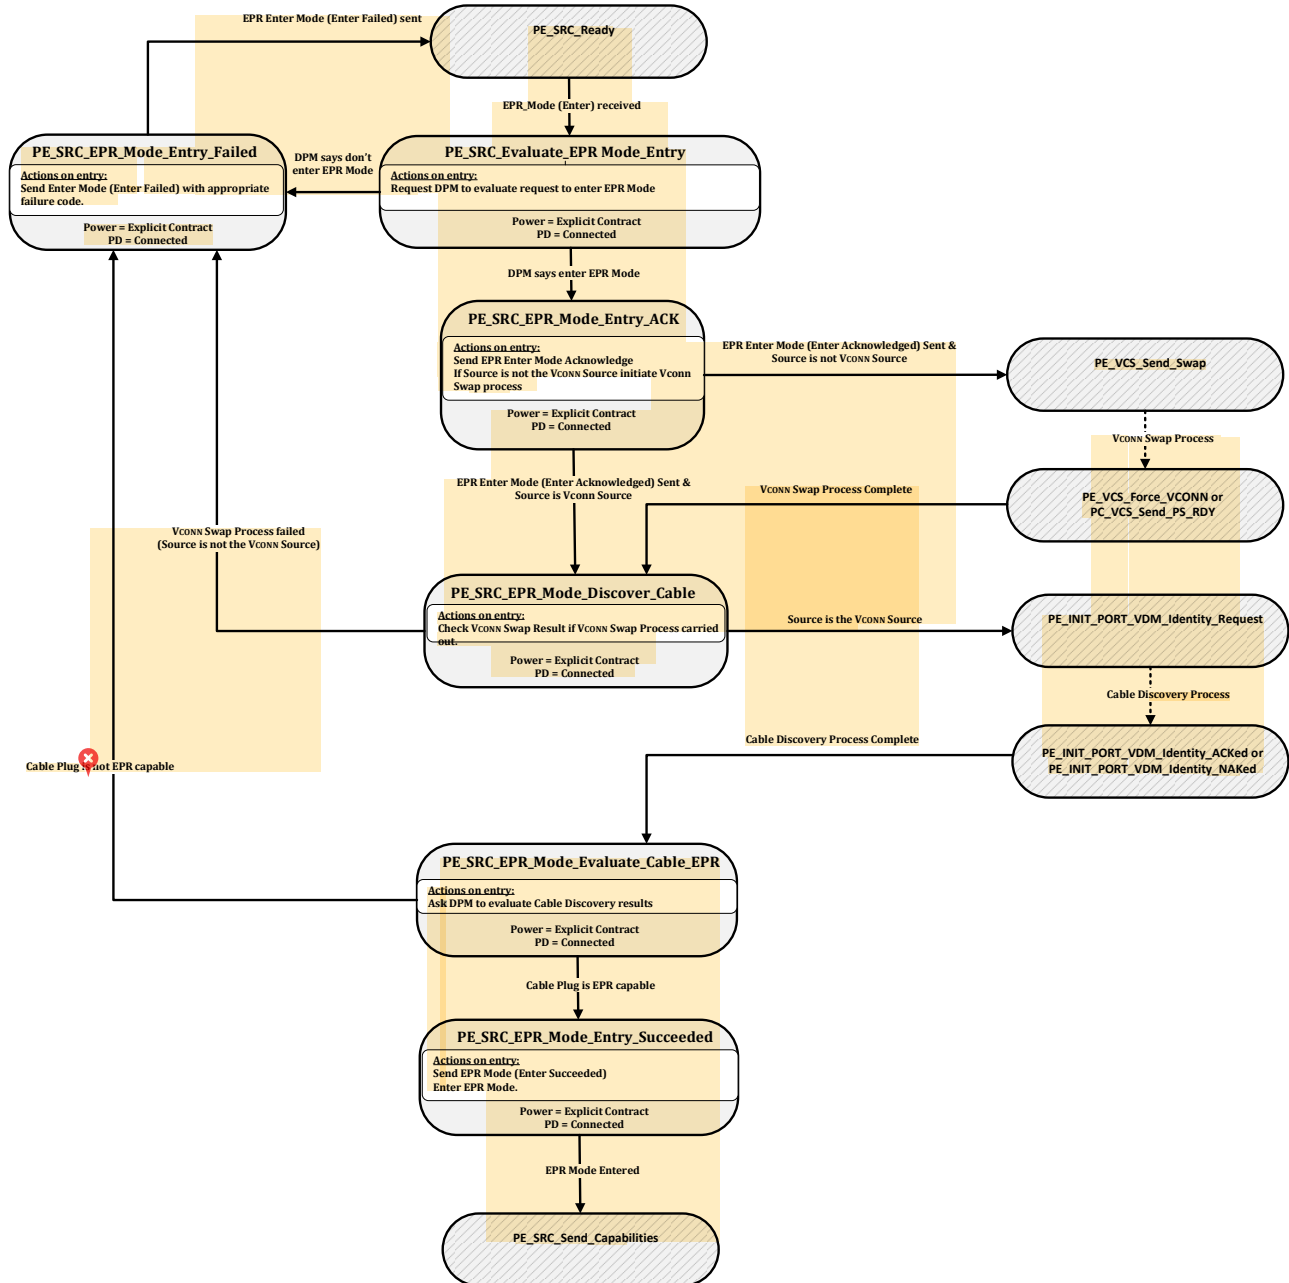 EPR Enter Mode (Enter Failed) sent
PE_SRC_Ready
EPR_Mode (Enter) received
PE_SRC_EPR_Mode_Entry_Failed
Actions on entry:
Send Enter Mode (Enter Failed) with appropriate
failure code.
Power = Explicit Contract
PD = Connected
DPM says don't
enter EPR Mode
PE_SRC_Evaluate_EPR Mode_Entry
Actions on entry:
Request DPM to evaluate request to enter EPR Mode
Power = Explicit Contract
PD = Connected
DPM says enter EPR Mode
PE_SRC_EPR_Mode_Entry_ACK
Actions on entry:
Send EPR Enter Mode Acknowledge
If Source is not the VCONN Source initiate Vconn
Swap process
Power = Explicit Contract
PD = Connected
EPR Enter Mode (Enter Acknowledged) Sent &
Source is not VCONN Source
PE_VCS_Send_Swap
VCONN Swap Process
EPR Enter Mode (Enter Acknowledged) Sent &
Source is VCONN Source
VCONN Swap Process Complete
PE_VCS_Force_VCONN or
PC_VCS_Send_PS_RDY
VCONN Swap Process failed
(Source is not the VCONN Source)
PE_SRC_EPR_Mode_Discover_Cable
Actions on entry:
Check VCONN Swap Result if VCONN Swap Process carried
out.
Power = Explicit Contract
PD = Connected
Source is the VCONN Source
PE_INIT_PORT_VDM_Identity_Request
Cable Discovery Process
Cable Discovery Process Complete
PE_INIT_PORT_VDM_Identity_ACKed or
PE_INIT_PORT_VDM_Identity_NAKed
Cable Plug is not EPR capable
PE_SRC_EPR_Mode_Evaluate_Cable_EPR
Actions on entry:
Ask DPM to evaluate Cable Discovery results
Power = Explicit Contract
PD = Connected
Cable Plug is EPR capable
PE_SRC_EPR_Mode_Entry_Succeeded
Actions on entry:
Send EPR Mode (Enter Succeeded)
Enter EPR Mode.
Power = Explicit Contract
PD = Connected
EPR Mode Entered
PE_SRC_Send_Capabilities